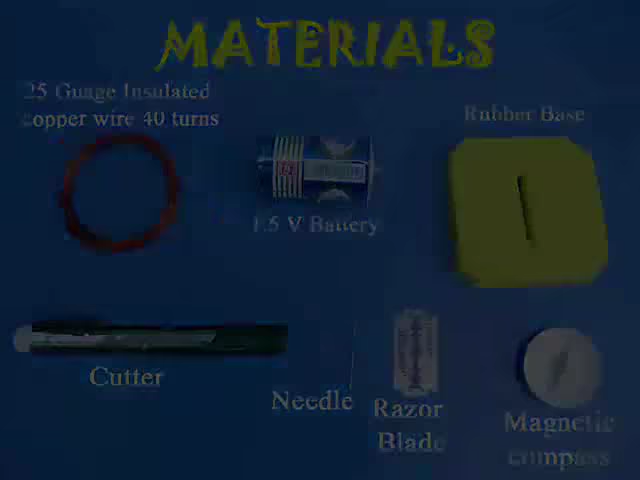 MATERIALS
25 Guage Insulated
copper wire 40 turns
Rubber Base
1.5 V Battery
Cutter
Needle
Razor
Blade
Magnetic
compass